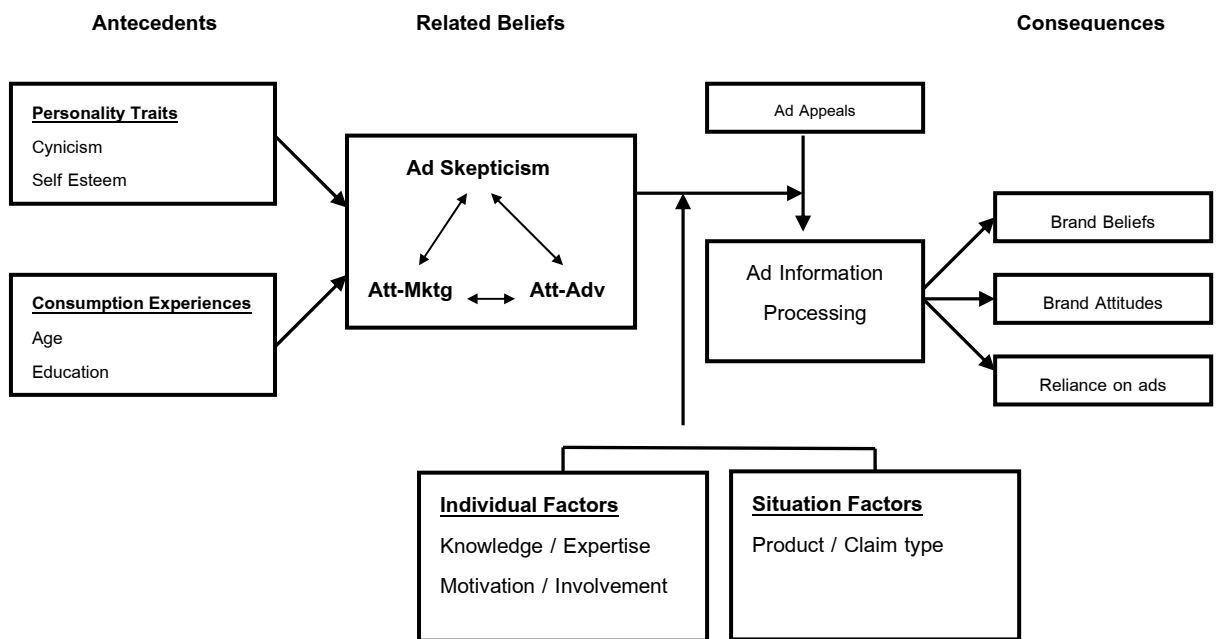 Antecedents
Related Beliefs
Consequences
Personality Traits
Cynicism
Self Esteem
Consumption Experiences
Age
Education
Ad Skepticism
Att-Mktg
Att-Adv
Ad Appeals
Ad Information
Processing
Brand Beliefs
Brand Attitudes
Reliance on ads
Individual Factors
Knowledge / Expertise
Motivation / Involvement
Situation Factors
Product / Claim type